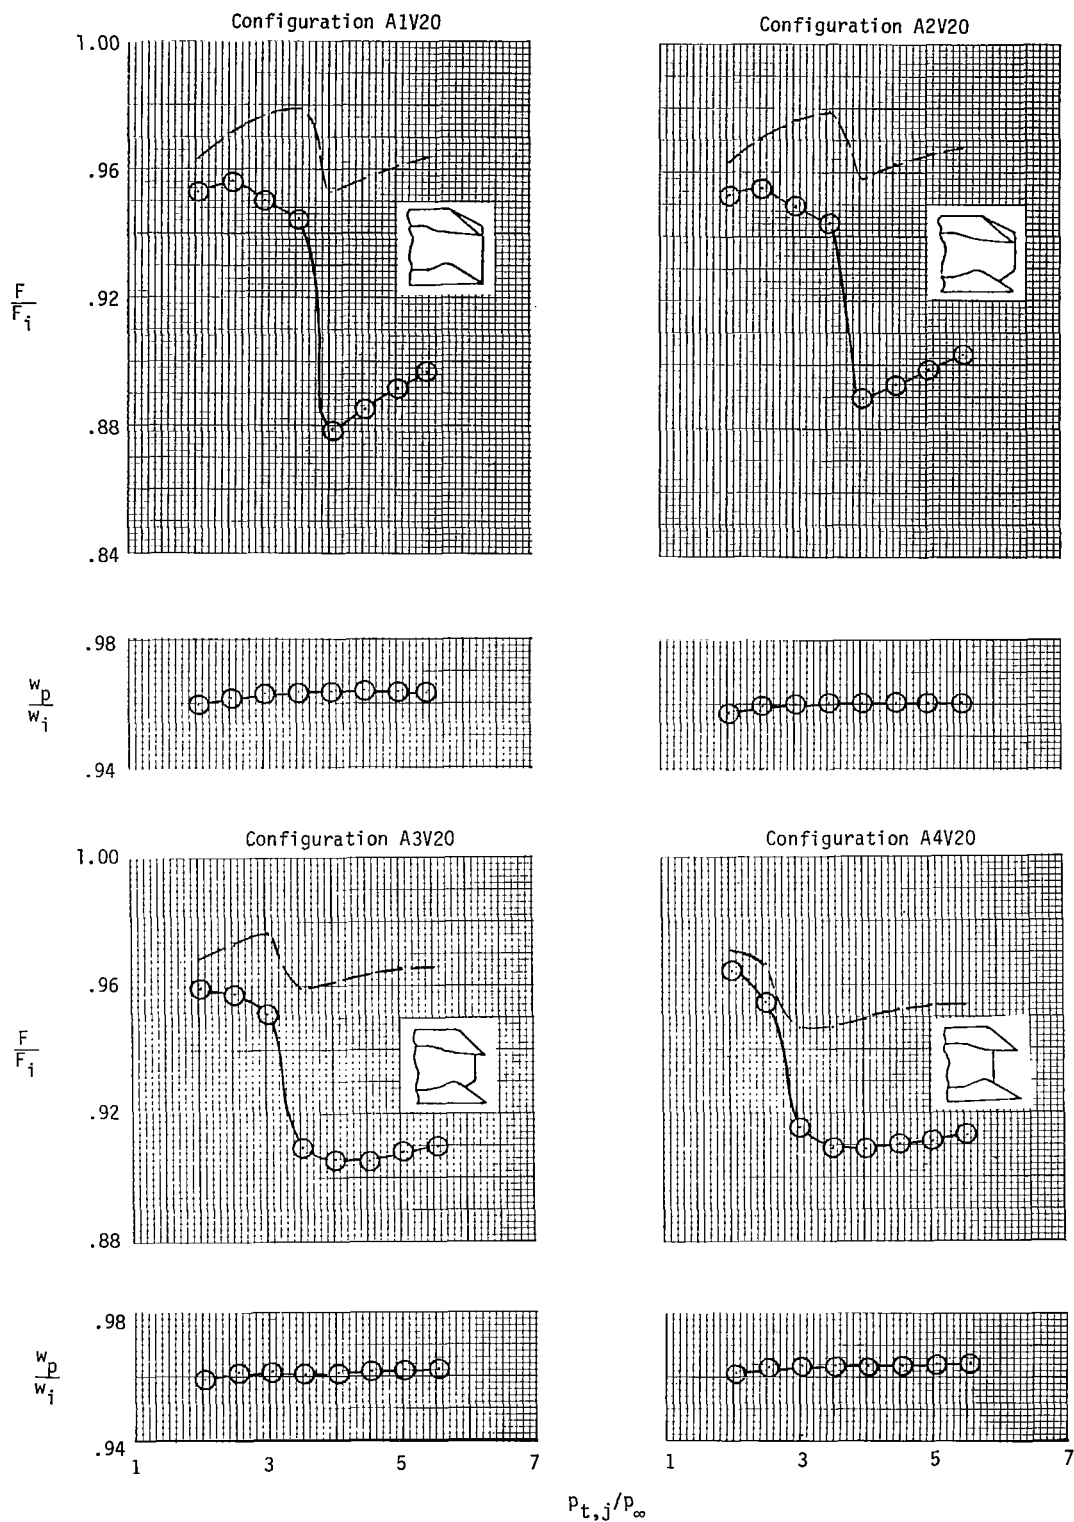 Configuration A1V20
Configuration A2V20
1.00
.96
.92
.88
.84
F
F_i
.98
.94
w_p
w_i
Configuration A3V20
Configuration A4V20
1.00
.96
.92
.88
F
F_i
.98
.94
w_p
w_i
1 3 5 7
1 3 5 7
p_t,j/p_∞